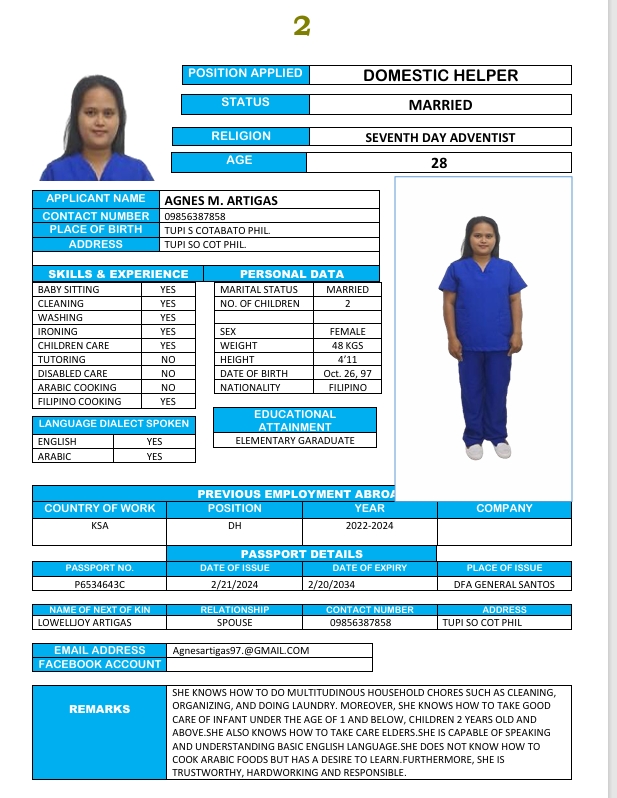 2
POSITION APPLIED DOMESTIC HELPER
STATUS MARRIED
RELIGION SEVENTH DAY ADVENTIST
AGE 28
APPLICANT NAME AGNES M. ARTIGAS
CONTACT NUMBER 09856387858
PLACE OF BIRTH TUPI S COTABATO PHIL.
ADDRESS TUPI SO COT PHIL.
SKILLS & EXPERIENCE PERSONAL DATA
BABY SITTING YES MARITAL STATUS MARRIED
CLEANING YES NO. OF CHILDREN 2
WASHING YES
IRONING YES SEX FEMALE
CHILDREN CARE YES WEIGHT 48 KGS
TUTORING NO HEIGHT 4'11
DISABLED CARE NO DATE OF BIRTH Oct. 26, 97
ARABIC COOKING NO NATIONALITY FILIPINO
FILIPINO COOKING YES
LANGUAGE DIALECT SPOKEN
ENGLISH YES
ARABIC YES
EDUCATIONAL
ATTAINMENT
ELEMENTARY GARADUATE
PREVIOUS EMPLOYMENT ABROA
COUNTRY OF WORK POSITION YEAR COMPANY
KSA DH 2022-2024
PASSPORT DETAILS
PASSPORT NO. DATE OF ISSUE DATE OF EXPIRY PLACE OF ISSUE
P6534643C 2/21/2024 2/20/2034 DFA GENERAL SANTOS
NAME OF NEXT OF KIN RELATIONSHIP CONTACT NUMBER ADDRESS
LOWELLJOY ARTIGAS SPOUSE 09856387858 TUPI SO COT PHIL
EMAIL ADDRESS Agnesartigas97.@GMAIL.COM
FACEBOOK ACCOUNT
REMARKS
SHE KNOWS HOW TO DO MULTITUDINOUS HOUSEHOLD CHORES SUCH AS CLEANING,
ORGANIZING, AND DOING LAUNDRY. MOREOVER, SHE KNOWS HOW TO TAKE GOOD
CARE OF INFANT UNDER THE AGE OF 1 AND BELOW, CHILDREN 2 YEARS OLD AND
ABOVE.SHE ALSO KNOWS HOW TO TAKE CARE ELDERS.SHE IS CAPABLE OF SPEAKING
AND UNDERSTANDING BASIC ENGLISH LANGUAGE.SHE DOES NOT KNOW HOW TO
COOK ARABIC FOODS BUT HAS A DESIRE TO LEARN.FURTHERMORE, SHE IS
TRUSTWORTHY, HARDWORKING AND RESPONSIBLE.